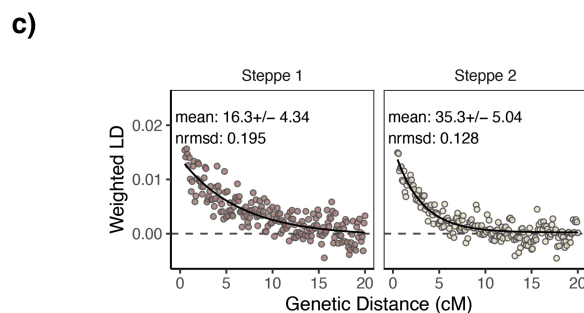 c)
Steppe 1
Steppe 2
mean: 16.3+/− 4.34
nrmsd: 0.195
mean: 35.3+/− 5.04
nrmsd: 0.128
Weighted LD
0.02
0.01
0.00
0 5 10 15 20
0 5 10 15 20
Genetic Distance (cM)